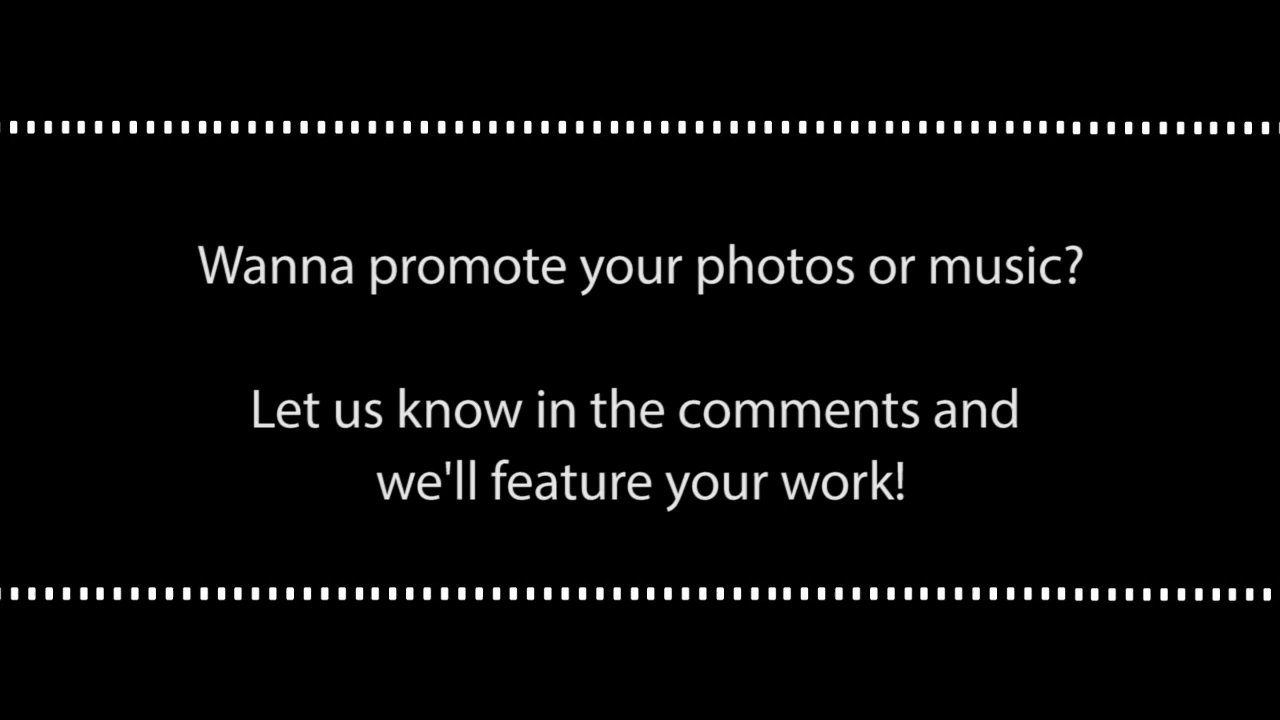 Wanna promote your photos or music?
Let us know in the comments and
we'll feature your work!